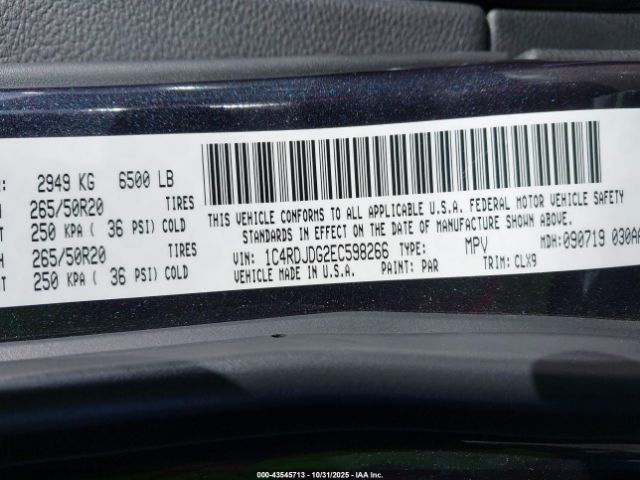 : 2949 KG 6500 LB
265/50R20 TIRES
250 KPA ( 36 PSI) COLD
265/50R20 TIRES
250 KPA ( 36 PSI) COLD
THIS VEHICLE CONFORMS TO ALL APPLICABLE U.S.A. FEDERAL MOTOR VEHICLE SAFETY
STANDARDS IN EFFECT ON THE DATE OF MANUFACTURE SHOWN ABOVE.
VIN: 1C4RDJDG2EC598266 TYPE: MPV MDH: 090719 030A
VEHICLE MADE IN U.S.A. PAINT: PAR TRIM: CLX9
000-43545713 10/31/2025 IAA Inc.